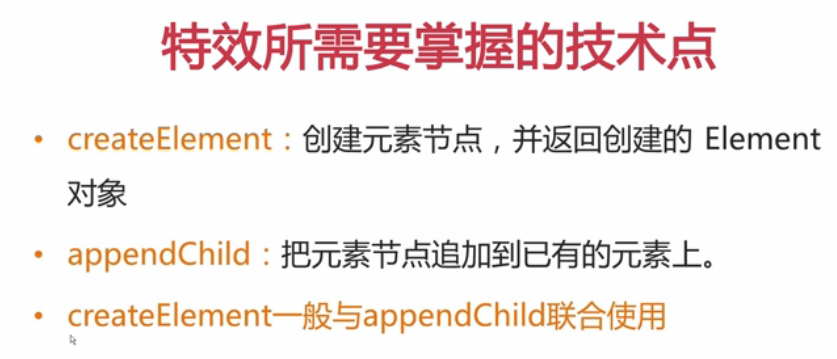 特效所需要掌握的技术点
• createElement：创建元素节点，并返回创建的 Element
对象
• appendChild：把元素节点追加到已有的元素上。
• createElement一般与appendChild联合使用